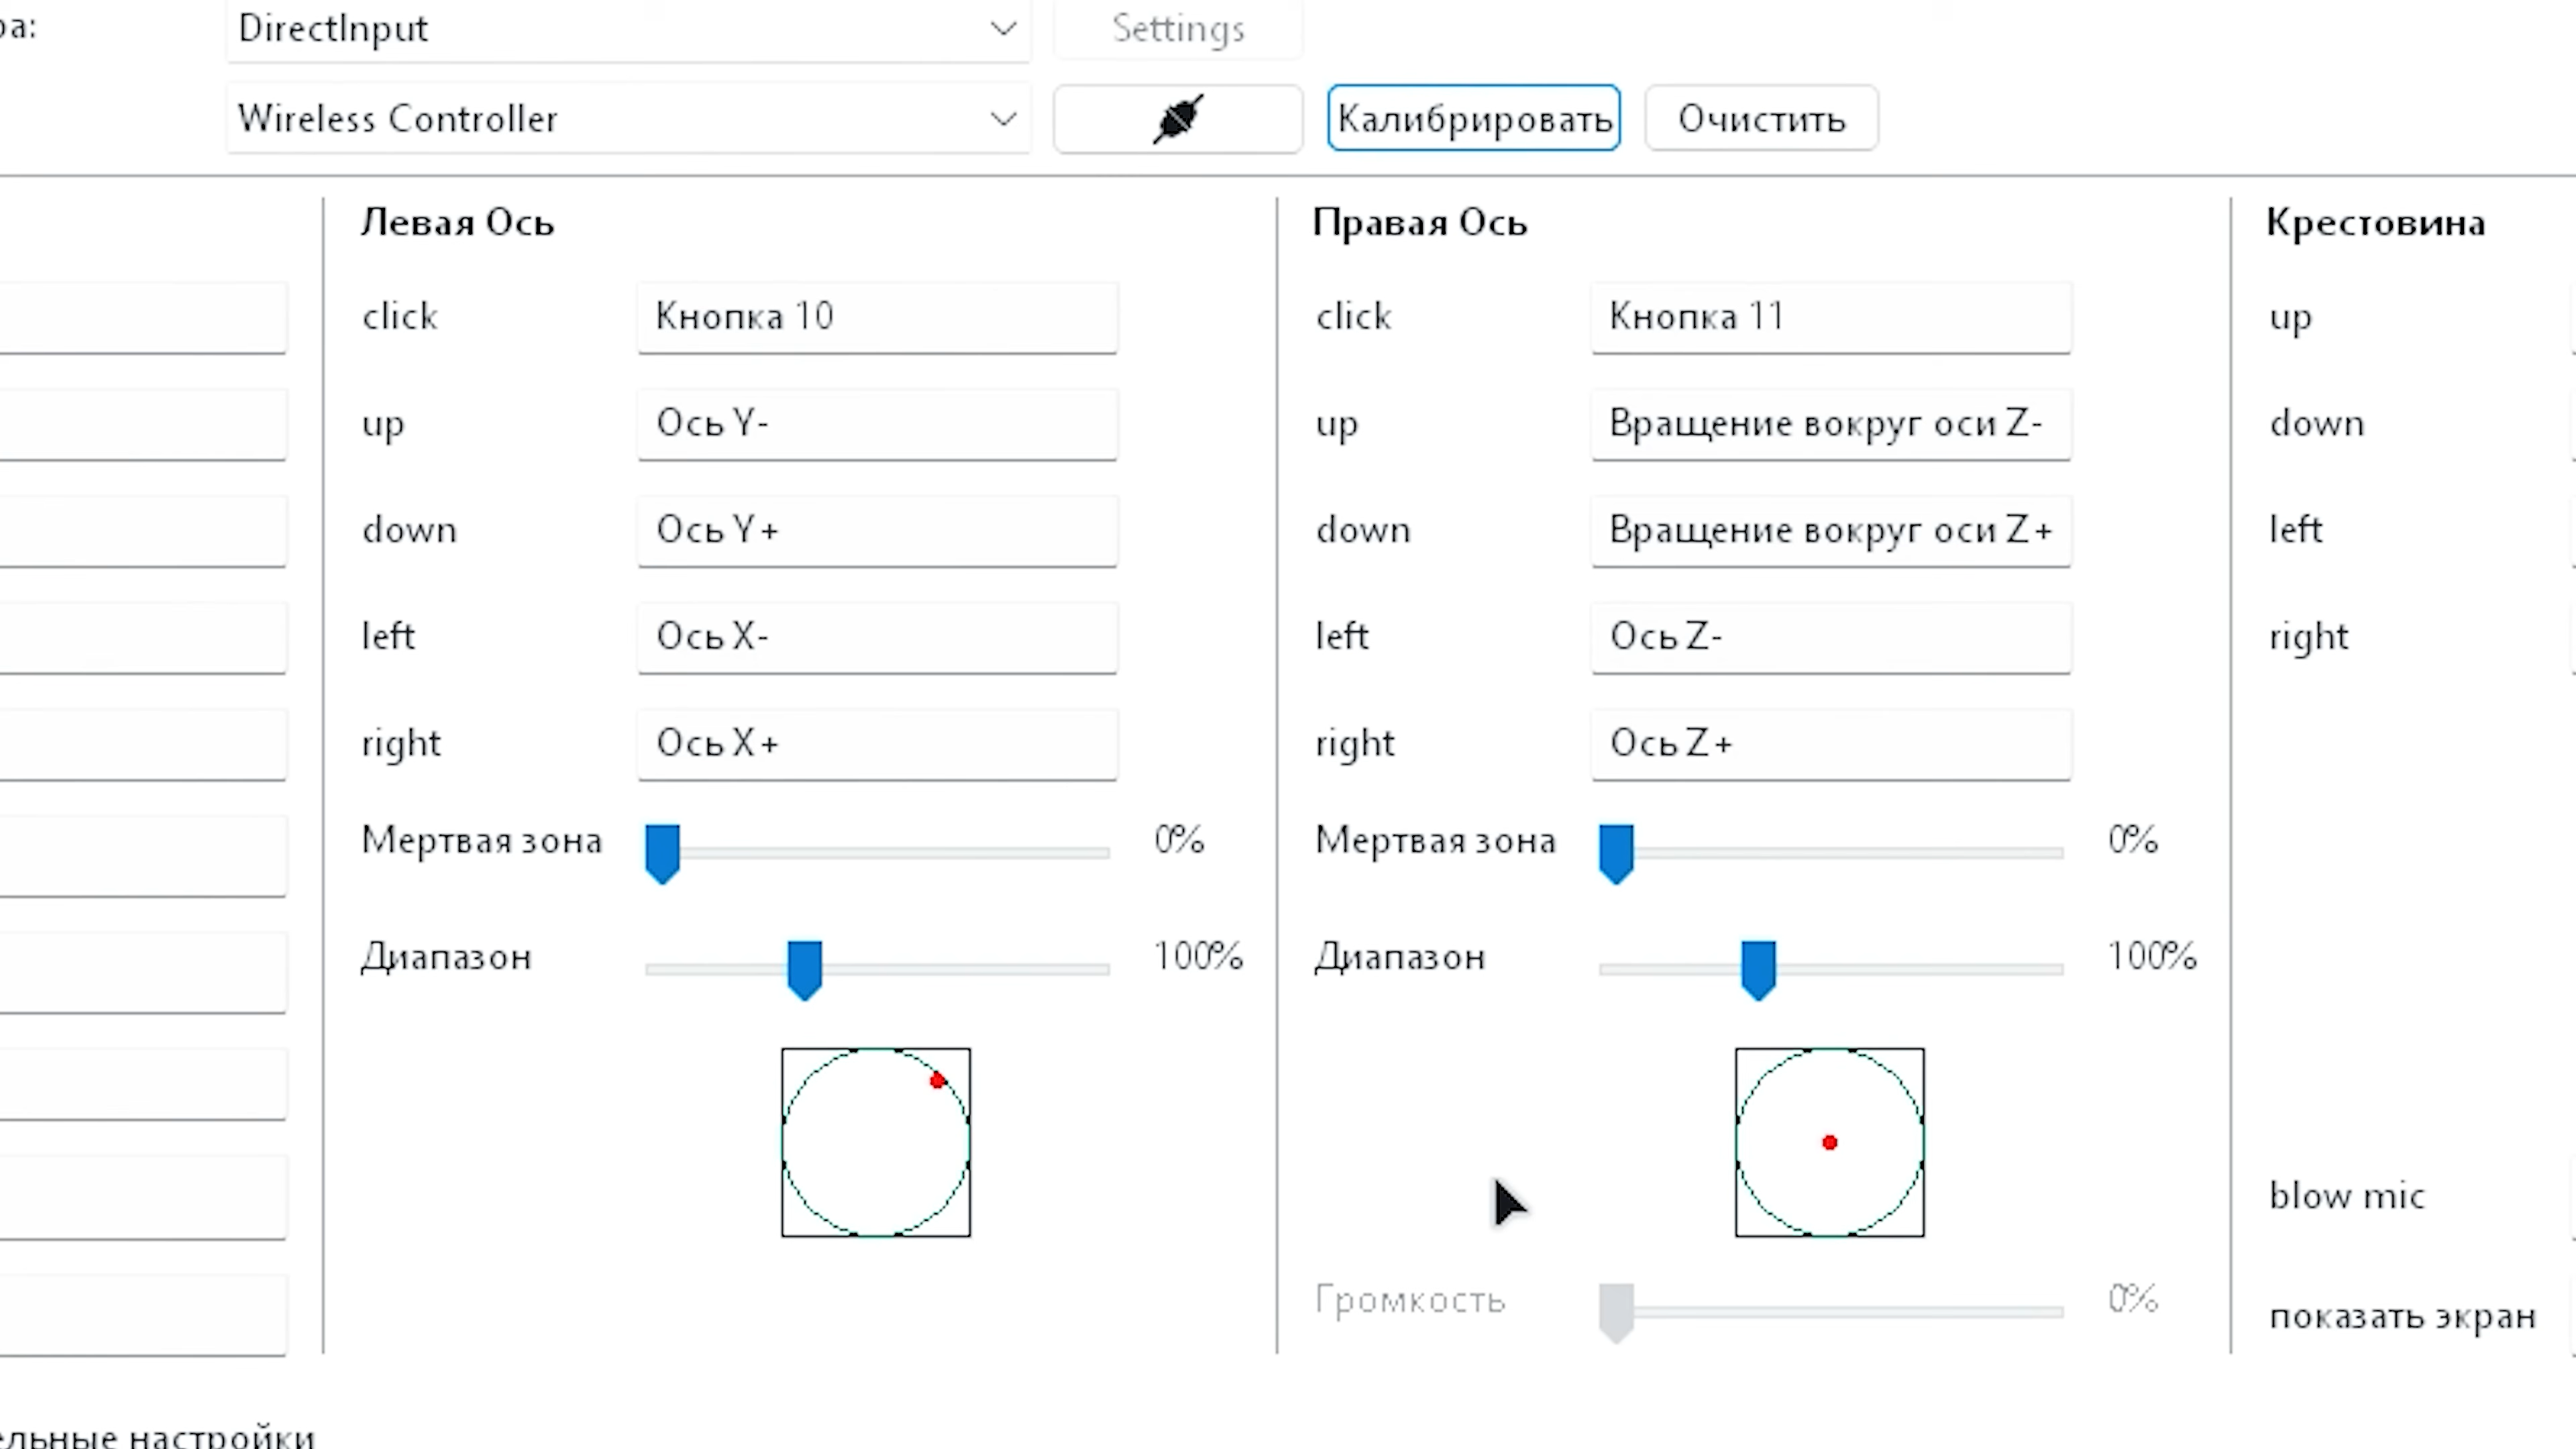 ра:
DirectInput
Settings
Wireless Controller
Калибрировать
Очистить
Левая Ось
Правая Ось
Крестовина
click
Кнопка 10
click
Кнопка 11
up
up
Ось Y-
up
Вращение вокруг оси Z-
down
down
Ось Y+
down
Вращение вокруг оси Z+
left
left
Ось X-
left
Ось Z-
right
right
Ось X+
right
Ось Z+
Мертвая зона
0%
Мертвая зона
0%
Диапазон
100%
Диапазон
100%
blow mic
Громкость
0%
показать экран
ельные настройки